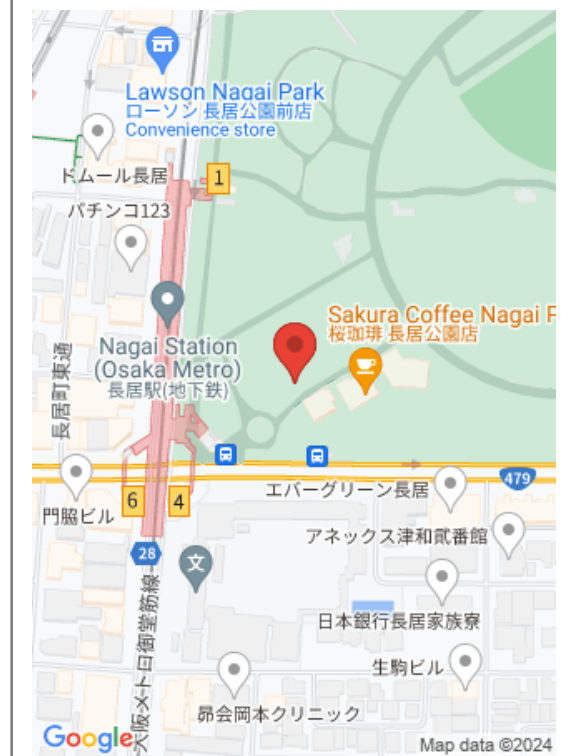 Lawson Nagai Park
ローソン 長居公園前店
Convenience store
ドムール長居
1
パチンコ123
Sakura Coffee Nagai P
桜珈琲 長居公園店
Nagai Station
(Osaka Metro)
長居駅(地下鉄)
長居町東通
479
エバーグリーン長居
6
4
門脇ビル
アネックス津和貮番館
28
文
日本銀行長居家族寮
生駒ビル
大阪メトロ御堂筋線
昴会岡本クリニック
Google
Map data ©2024